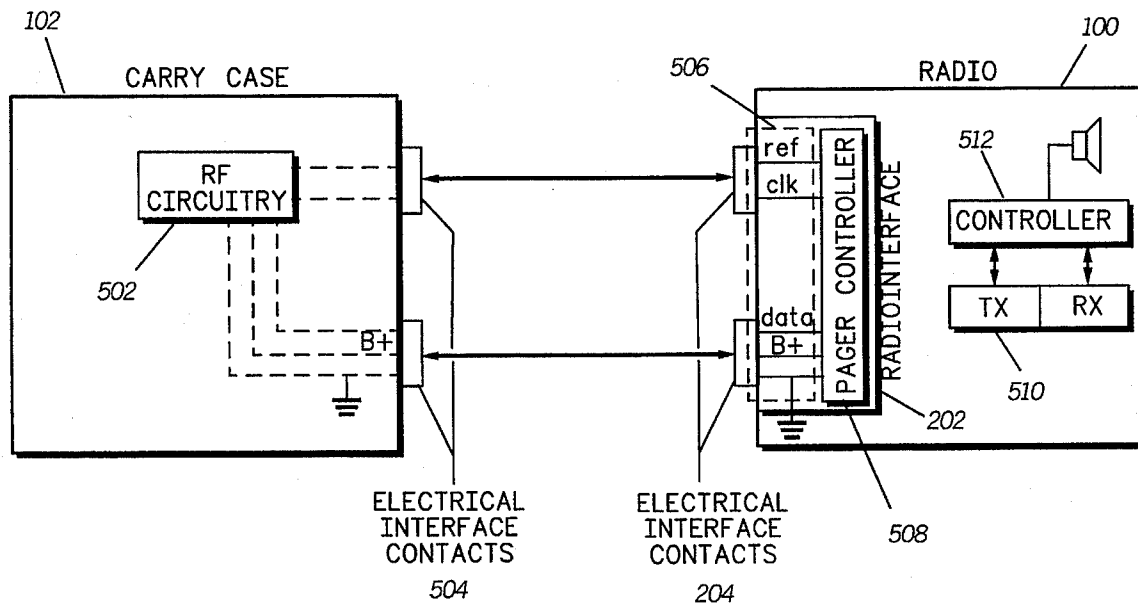 102
CARRY CASE
RF
CIRCUITRY
502
B+
ELECTRICAL
INTERFACE
CONTACTS
504
100
RADIO
506
ref
clk
data
B+
PAGER CONTROLLER
RADIOINTERFACE
512
CONTROLLER
TX
RX
510
202
508
ELECTRICAL
INTERFACE
CONTACTS
204